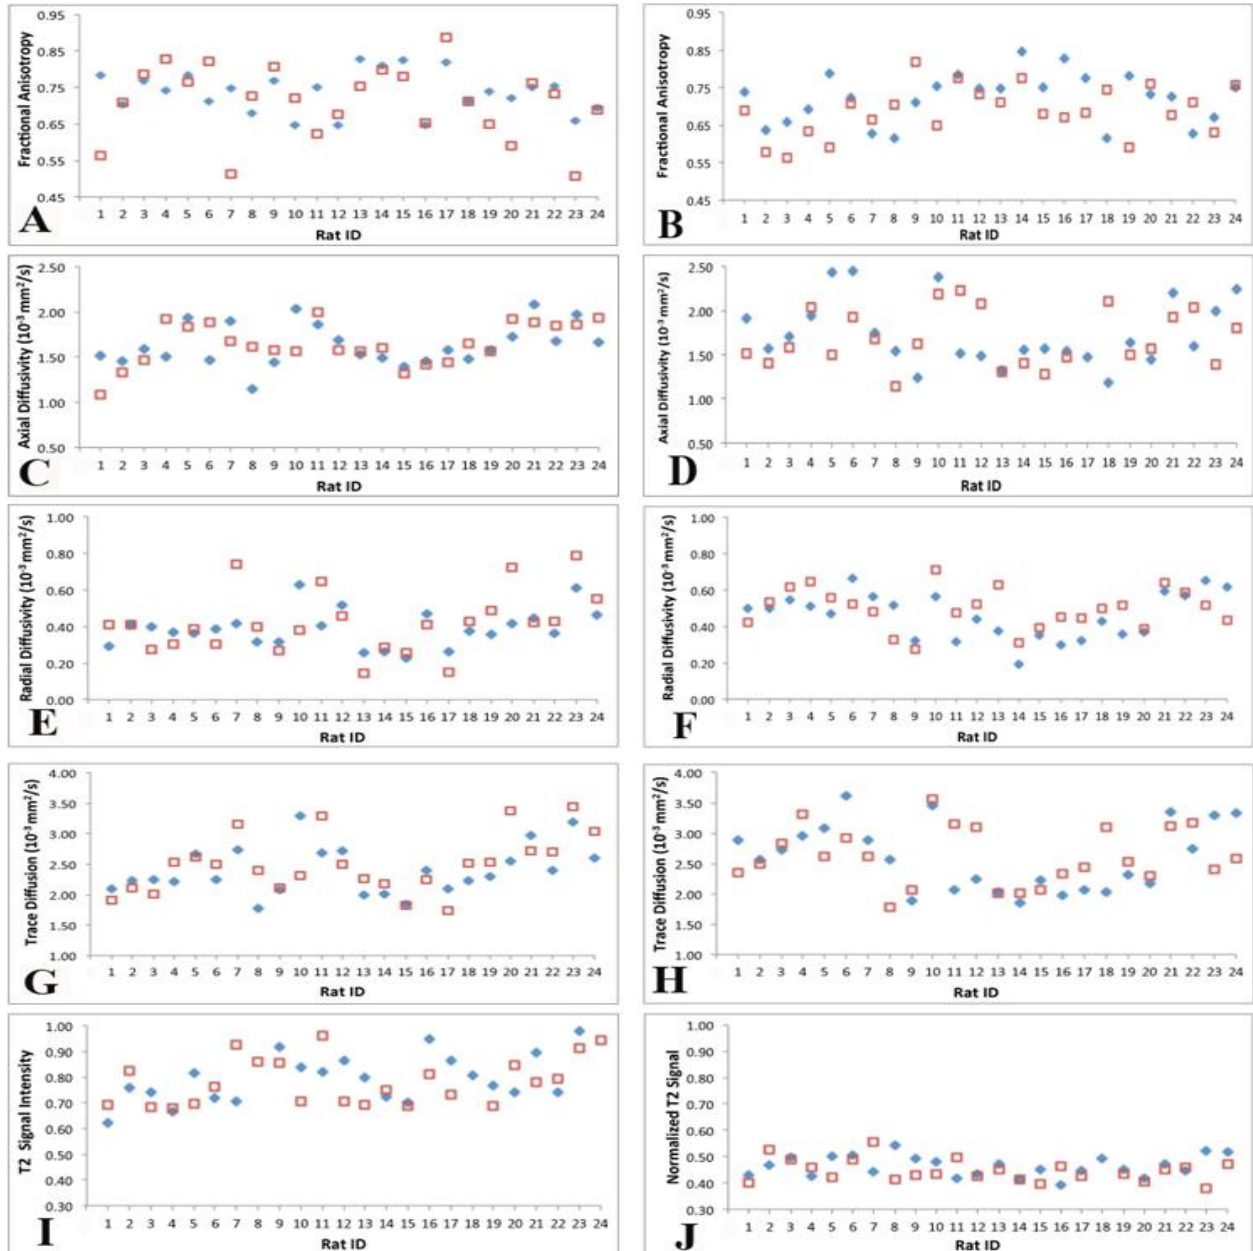 0.95
0.85
0.75
0.65
0.55
0.45
Fractional Anisotropy
1 2 3 4 5 6 7 8 9 10 11 12 13 14 15 16 17 18 19 20 21 22 23 24
Rat ID
A
0.95
0.85
0.75
0.65
0.55
0.45
Fractional Anisotropy
1 2 3 4 5 6 7 8 9 10 11 12 13 14 15 16 17 18 19 20 21 22 23 24
Rat ID
B
2.50
2.00
1.50
1.00
0.50
Axial Diffusivity (10⁻³ mm²/s)
1 2 3 4 5 6 7 8 9 10 11 12 13 14 15 16 17 18 19 20 21 22 23 24
Rat ID
C
2.50
2.00
1.50
1.00
0.50
Axial Diffusivity (10⁻³ mm²/s)
1 2 3 4 5 6 7 8 9 10 11 12 13 14 15 16 17 18 19 20 21 22 23 24
Rat ID
D
1.00
0.80
0.60
0.40
0.20
0.00
Radial Diffusivity (10⁻³ mm²/s)
1 2 3 4 5 6 7 8 9 10 11 12 13 14 15 16 17 18 19 20 21 22 23 24
Rat ID
E
1.00
0.80
0.60
0.40
0.20
0.00
Radial Diffusivity (10⁻³ mm²/s)
1 2 3 4 5 6 7 8 9 10 11 12 13 14 15 16 17 18 19 20 21 22 23 24
Rat ID
F
4.00
3.50
3.00
2.50
2.00
1.50
1.00
Trace Diffusion (10⁻³ mm²/s)
1 2 3 4 5 6 7 8 9 10 11 12 13 14 15 16 17 18 19 20 21 22 23 24
Rat ID
G
4.00
3.50
3.00
2.50
2.00
1.50
1.00
Trace Diffusion (10⁻³ mm²/s)
1 2 3 4 5 6 7 8 9 10 11 12 13 14 15 16 17 18 19 20 21 22 23 24
Rat ID
H
1.00
0.90
0.80
0.70
0.60
0.50
0.40
0.30
T2 Signal Intensity
1 2 3 4 5 6 7 8 9 10 11 12 13 14 15 16 17 18 19 20 21 22 23 24
Rat ID
I
1.00
0.90
0.80
0.70
0.60
0.50
0.40
0.30
Normalized T2 Signal
1 2 3 4 5 6 7 8 9 10 11 12 13 14 15 16 17 18 19 20 21 22 23 24
Rat ID
J